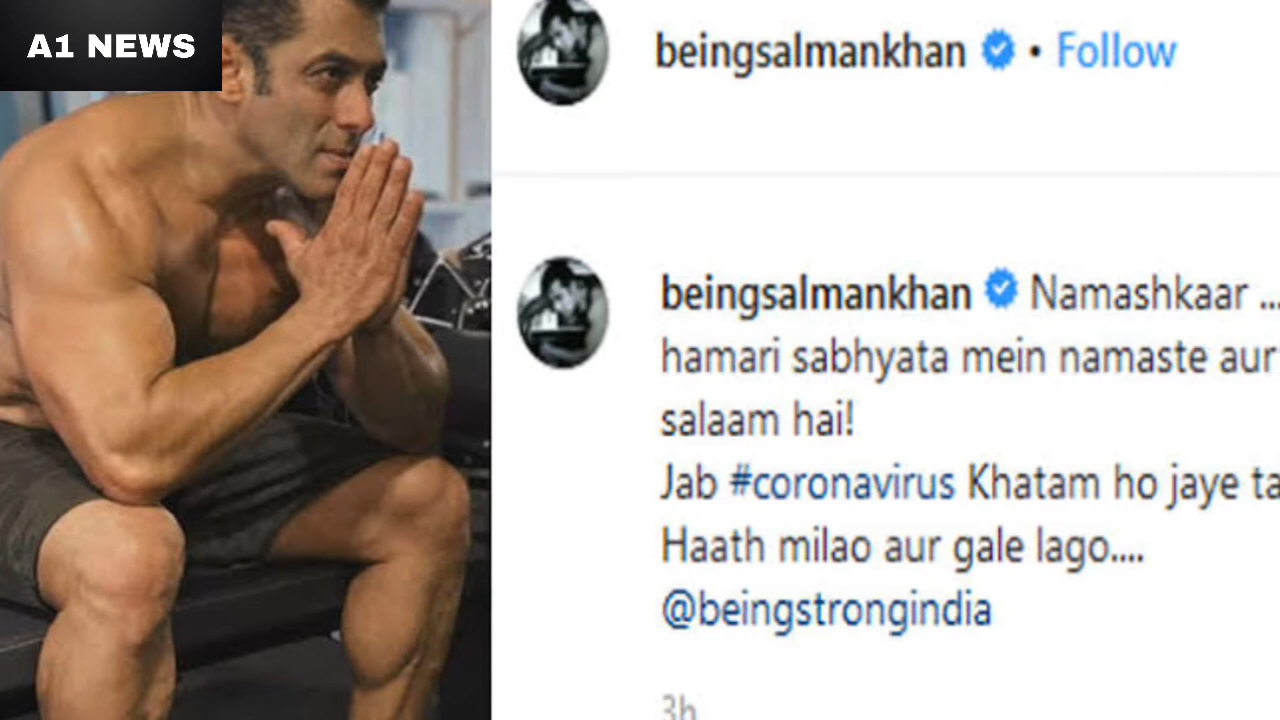 A1 NEWS
beingsalmankhan • Follow
beingsalmankhan Namashkaar ...
hamari sabhyata mein namaste aur
salaam hai!
Jab #coronavirus Khatam ho jaye ta
Haath milao aur gale lago....
@beingstrongindia
3h